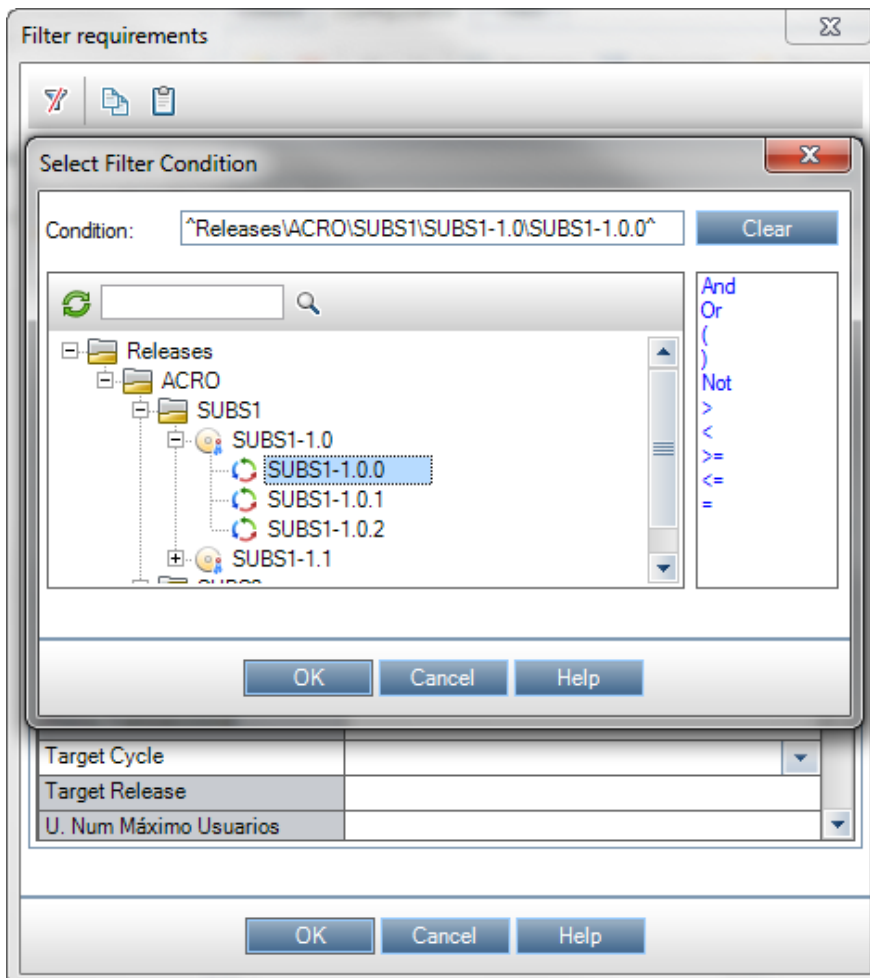 Filter requirements
Select Filter Condition
Condition:
^Releases\ACRO\SUBS1\SUBS1-1.0\SUBS1-1.0.0^
Clear
Releases
ACRO
SUBS1
SUBS1-1.0
SUBS1-1.0.0
SUBS1-1.0.1
SUBS1-1.0.2
SUBS1-1.1
And
Or
(
)
Not
>
<
>=
<=
=
OK Cancel Help
Target Cycle
Target Release
U. Num Máximo Usuarios
OK Cancel Help